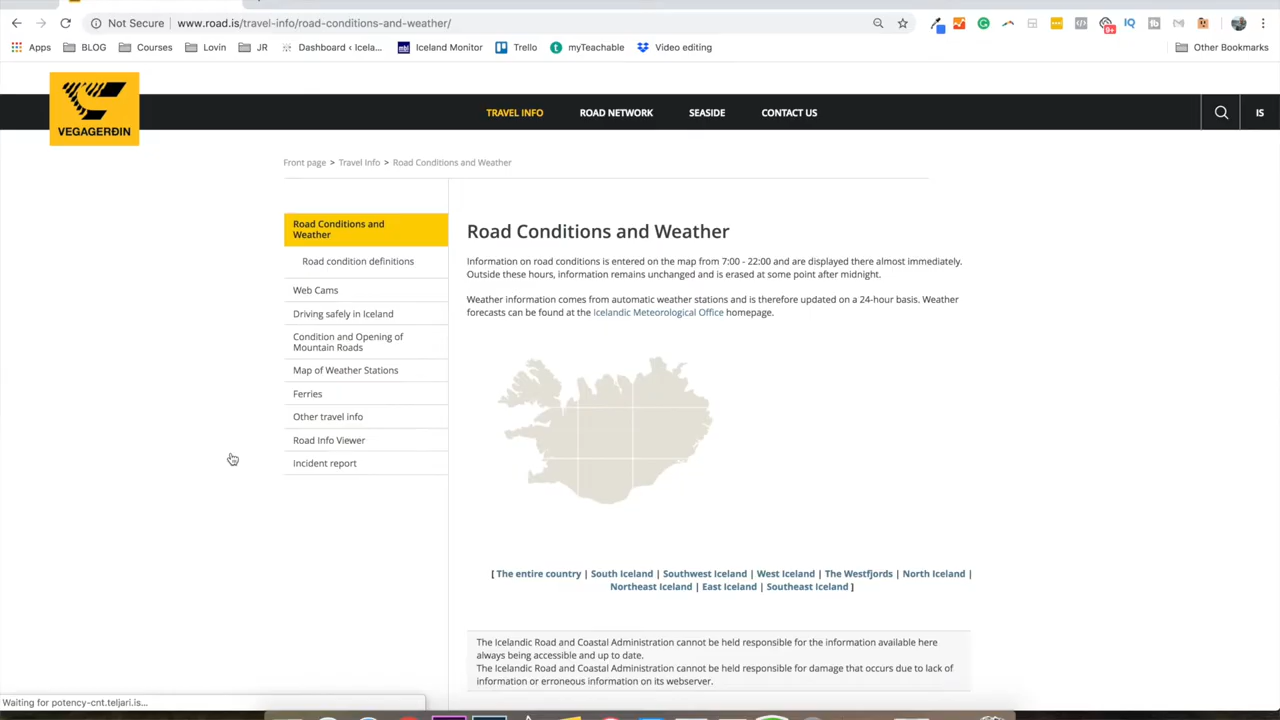 Not Secure www.road.is/travel-info/road-conditions-and-weather/
Apps BLOG Courses Lovin JR Dashboard ‹ Icela... Iceland Monitor Trello myTeachable Video editing Other Bookmarks
VEGAGERÐIN
TRAVEL INFO ROAD NETWORK SEASIDE CONTACT US IS
Front page > Travel Info > Road Conditions and Weather
Road Conditions and
Weather
Road condition definitions
Web Cams
Driving safely in Iceland
Condition and Opening of
Mountain Roads
Map of Weather Stations
Ferries
Other travel info
Road Info Viewer
Incident report
Road Conditions and Weather
Information on road conditions is entered on the map from 7:00 - 22:00 and are displayed there almost immediately.
Outside these hours, information remains unchanged and is erased at some point after midnight.
Weather information comes from automatic weather stations and is therefore updated on a 24-hour basis. Weather
forecasts can be found at the Icelandic Meteorological Office homepage.
[ The entire country | South Iceland | Southwest Iceland | West Iceland | The Westfjords | North Iceland |
Northeast Iceland | East Iceland | Southeast Iceland ]
The Icelandic Road and Coastal Administration cannot be held responsible for the information available here
always being accessible and up to date.
The Icelandic Road and Coastal Administration cannot be held responsible for damage that occurs due to lack of
information or erroneous information on its webserver.
Waiting for potency-cnt.teljari.is...